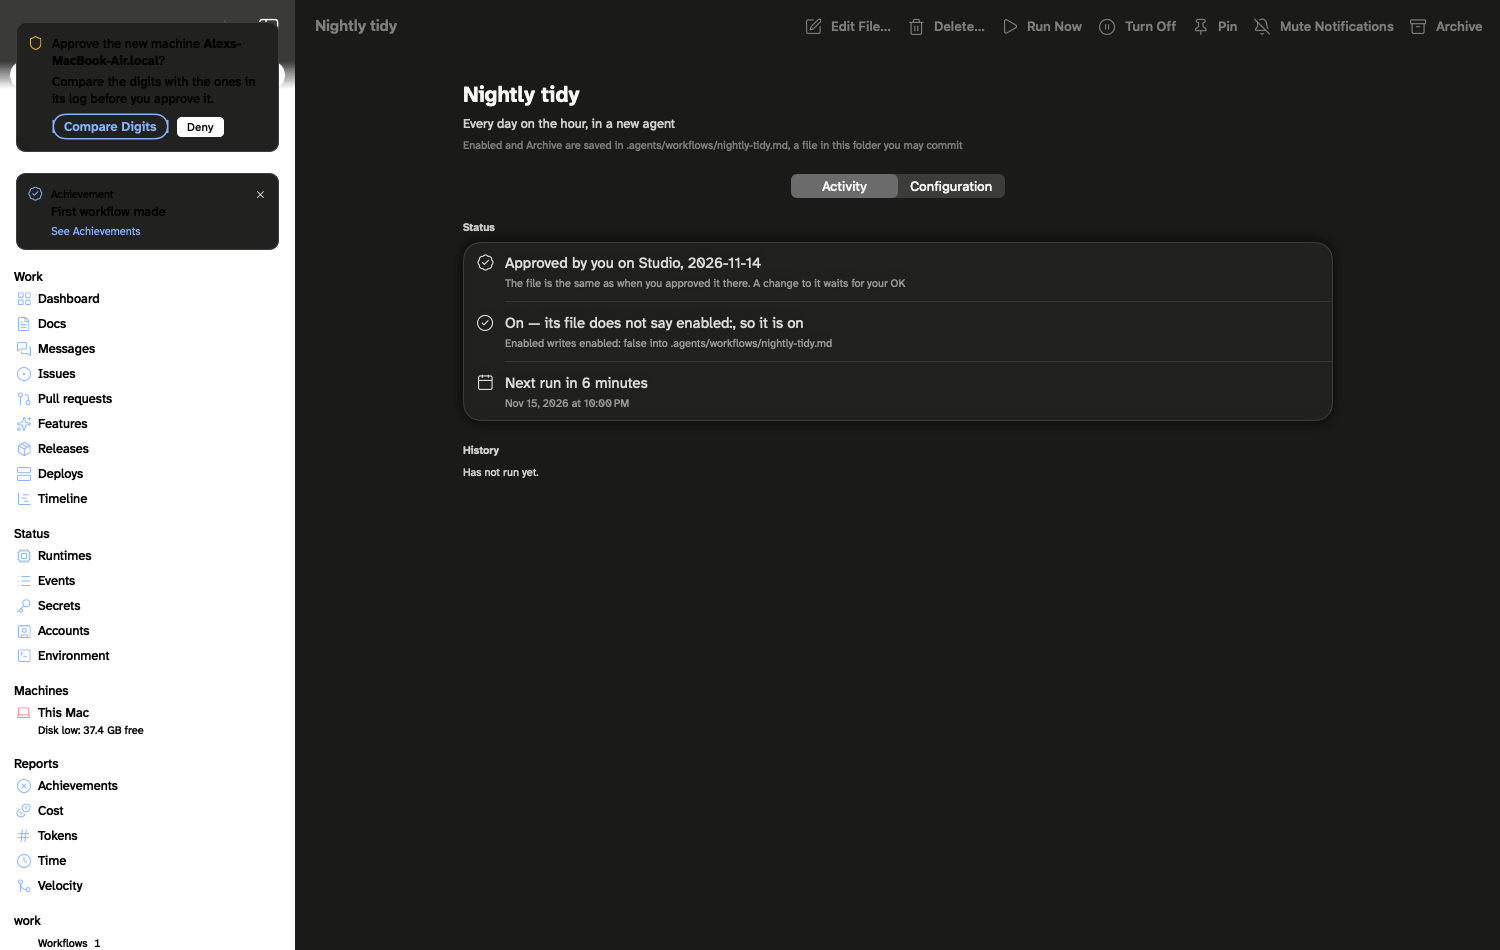 Approve the new machine Alexs-
MacBook-Air.local?
Compare the digits with the ones in
its log before you approve it.
Compare Digits
Deny
Achievement
First workflow made
See Achievements
Work
Dashboard
Docs
Messages
Issues
Pull requests
Features
Releases
Deploys
Timeline
Status
Runtimes
Events
Secrets
Accounts
Environment
Machines
This Mac
Disk low: 37.4 GB free
Reports
Achievements
Cost
Tokens
Time
Velocity
work
Workflows 1
Nightly tidy
Edit File...
Delete...
Run Now
Turn Off
Pin
Mute Notifications
Archive
Nightly tidy
Every day on the hour, in a new agent
Enabled and Archive are saved in .agents/workflows/nightly-tidy.md, a file in this folder you may commit
Activity
Configuration
Status
Approved by you on Studio, 2026-11-14
The file is the same as when you approved it there. A change to it waits for your OK
On — its file does not say enabled:, so it is on
Enabled writes enabled: false into .agents/workflows/nightly-tidy.md
Next run in 6 minutes
Nov 15, 2026 at 10:00 PM
History
Has not run yet.